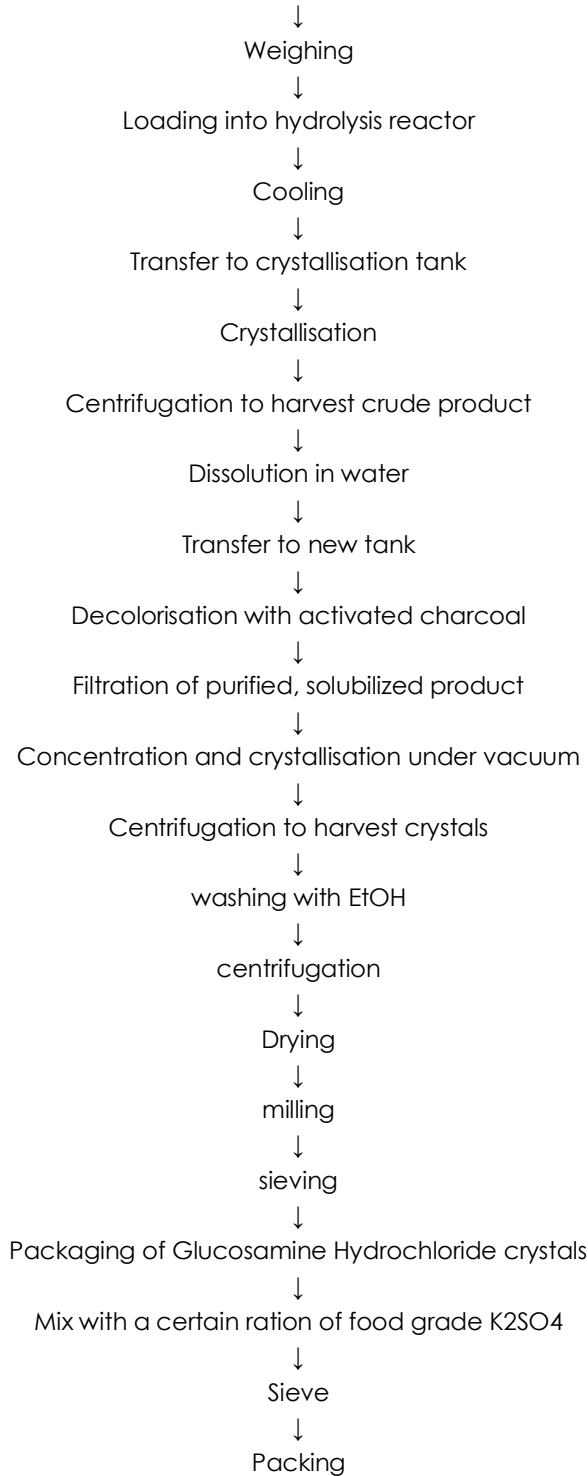 ↓
Weighing
↓
Loading into hydrolysis reactor
↓
Cooling
↓
Transfer to crystallisation tank
↓
Crystallisation
↓
Centrifugation to harvest crude product
↓
Dissolution in water
↓
Transfer to new tank
↓
Decolorisation with activated charcoal
↓
Filtration of purified, solubilized product
↓
Concentration and crystallisation under vacuum
↓
Centrifugation to harvest crystals
↓
washing with EtOH
↓
centrifugation
↓
Drying
↓
milling
↓
sieving
↓
Packaging of Glucosamine Hydrochloride crystals
↓
Mix with a certain ration of food grade K2SO4
↓
Sieve
↓
Packing